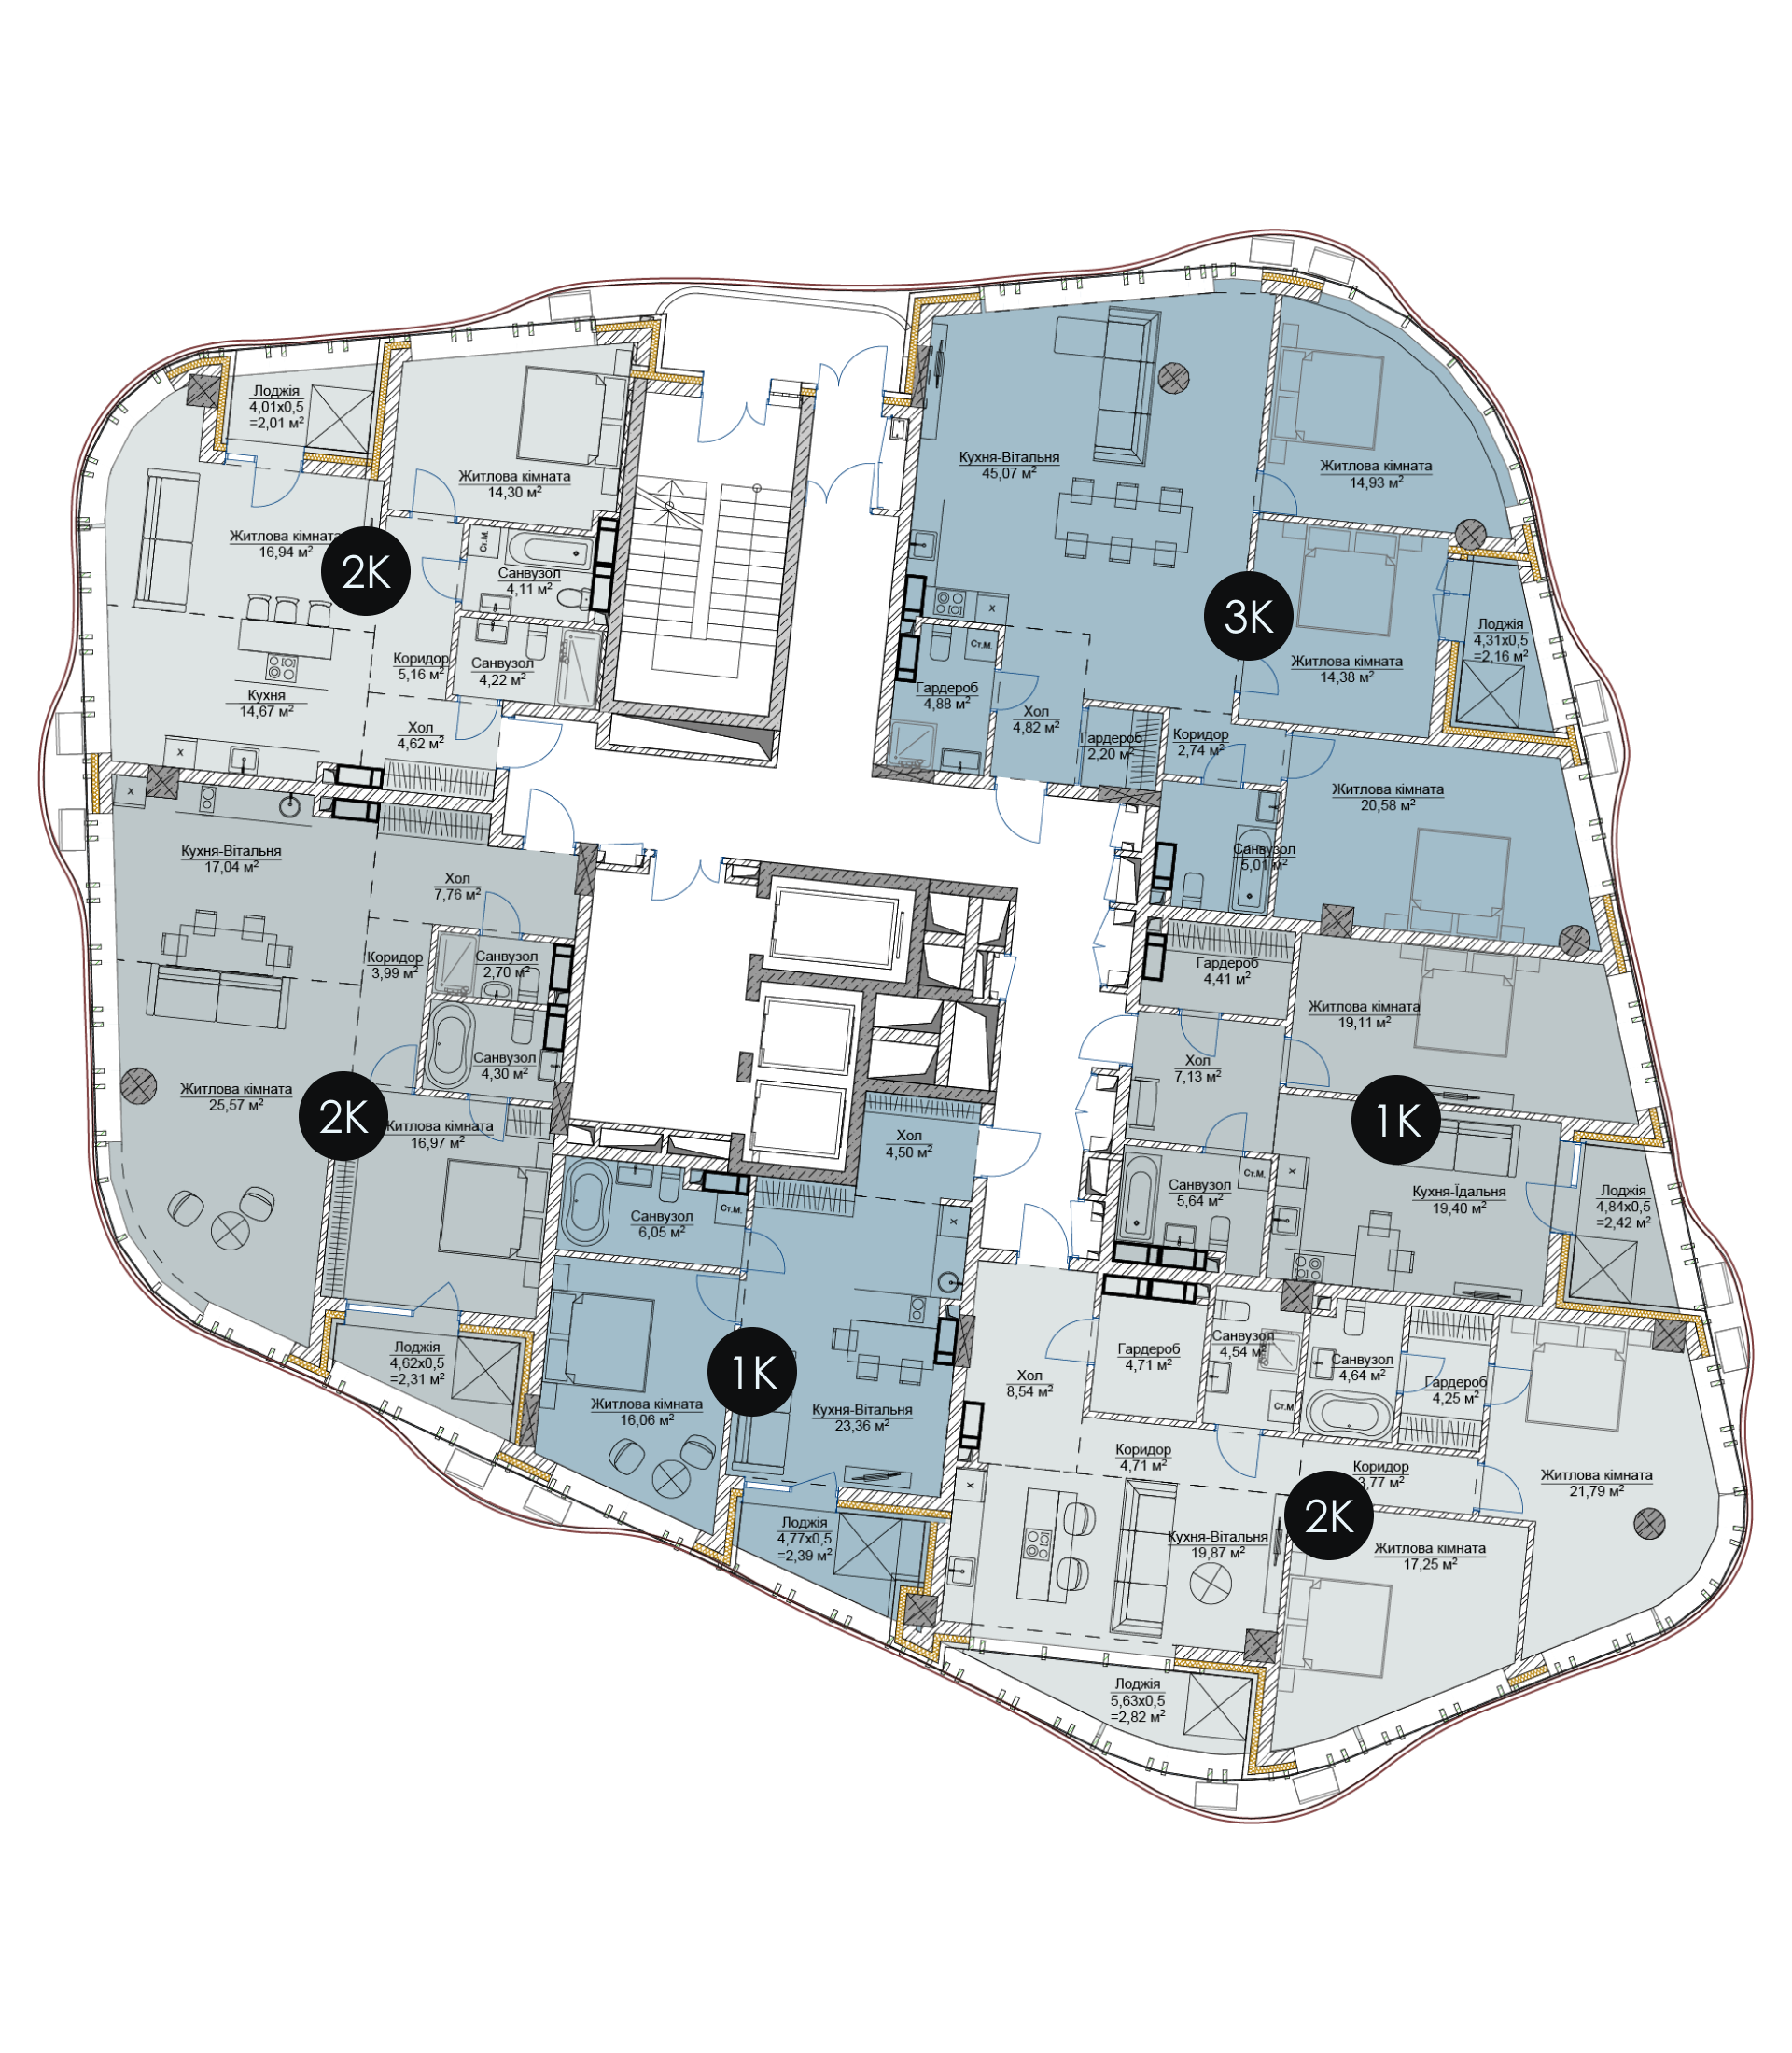 Лоджія
4,01x0,5
=2,01 м²
Житлова кімната
14,30 м²
Житлова кімната
16,94 м²
2K
Ст.М.
Санвузол
4,11 м²
Коридор
5,16 м²
Санвузол
4,22 м²
Кухня
14,67 м²
Хол
4,62 м²
X
Кухня-Вітальня
45,07 м²
Житлова кімната
14,93 м²
3K
Лоджія
4,31x0,5
=2,16 м²
Житлова кімната
14,38 м²
X
Ст.М.
Гардероб
4,88 м²
Хол
4,82 м²
Гардероб
2,20 м²
Коридор
2,74 м²
Житлова кімната
20,58 м²
Санвузол
5,01 м²
X
Кухня-Вітальня
17,04 м²
Хол
7,76 м²
Коридор
3,99 м²
Санвузол
2,70 м²
Санвузол
4,30 м²
Житлова кімната
25,57 м²
2K
Житлова кімната
16,97 м²
Лоджія
4,62x0,5
=2,31 м²
Гардероб
4,41 м²
Житлова кімната
19,11 м²
Хол
7,13 м²
1K
Санвузол
5,64 м²
Ст.М.
X
Кухня-Їдальня
19,40 м²
Лоджія
4,84x0,5
=2,42 м²
Хол
4,50 м²
Санвузол
6,05 м²
Ст.М.
X
1K
Житлова кімната
16,06 м²
Кухня-Вітальня
23,36 м²
Лоджія
4,77x0,5
=2,39 м²
Хол
8,54 м²
Гардероб
4,71 м²
Санвузол
4,54 м²
Ст.М.
Санвузол
4,64 м²
Гардероб
4,25 м²
Коридор
4,71 м²
Коридор
3,77 м²
Житлова кімната
21,79 м²
X
2K
Кухня-Вітальня
19,87 м²
Житлова кімната
17,25 м²
Лоджія
5,63x0,5
=2,82 м²